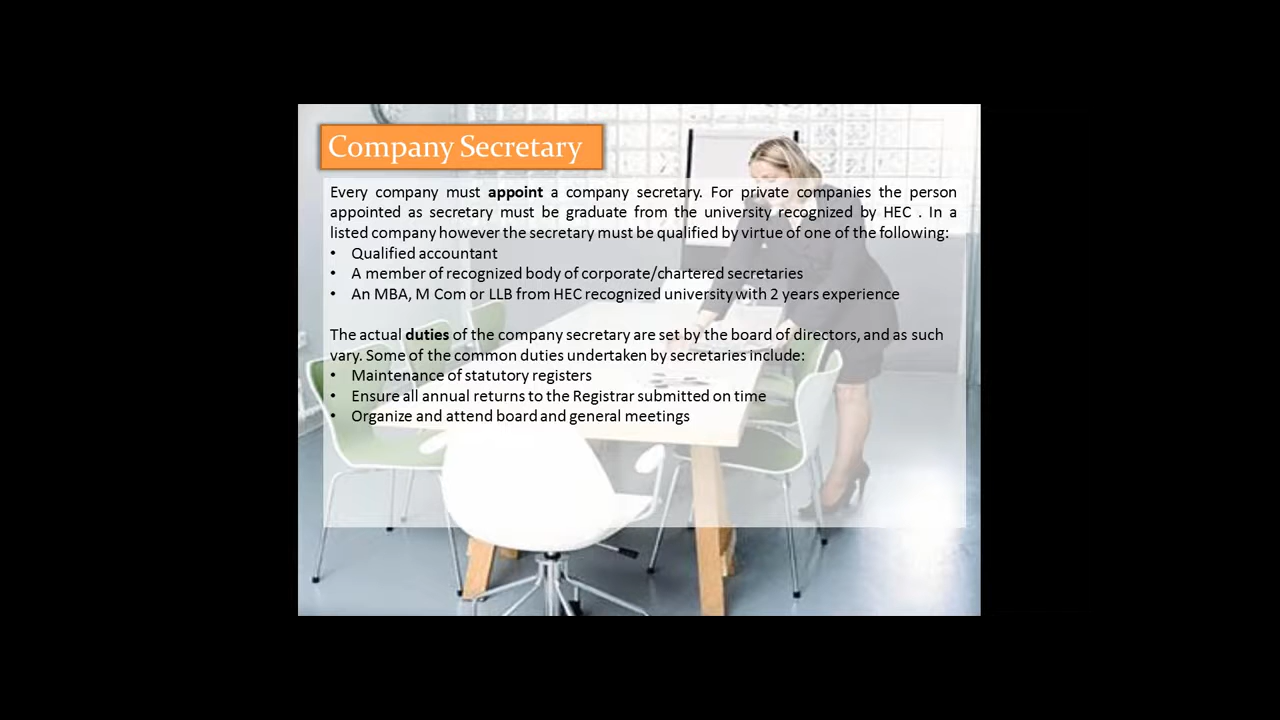 Company Secretary
Every company must appoint a company secretary. For private companies the person
appointed as secretary must be graduate from the university recognized by HEC . In a
listed company however the secretary must be qualified by virtue of one of the following:
• Qualified accountant
• A member of recognized body of corporate/chartered secretaries
• An MBA, M Com or LLB from HEC recognized university with 2 years experience
The actual duties of the company secretary are set by the board of directors, and as such
vary. Some of the common duties undertaken by secretaries include:
• Maintenance of statutory registers
• Ensure all annual returns to the Registrar submitted on time
• Organize and attend board and general meetings